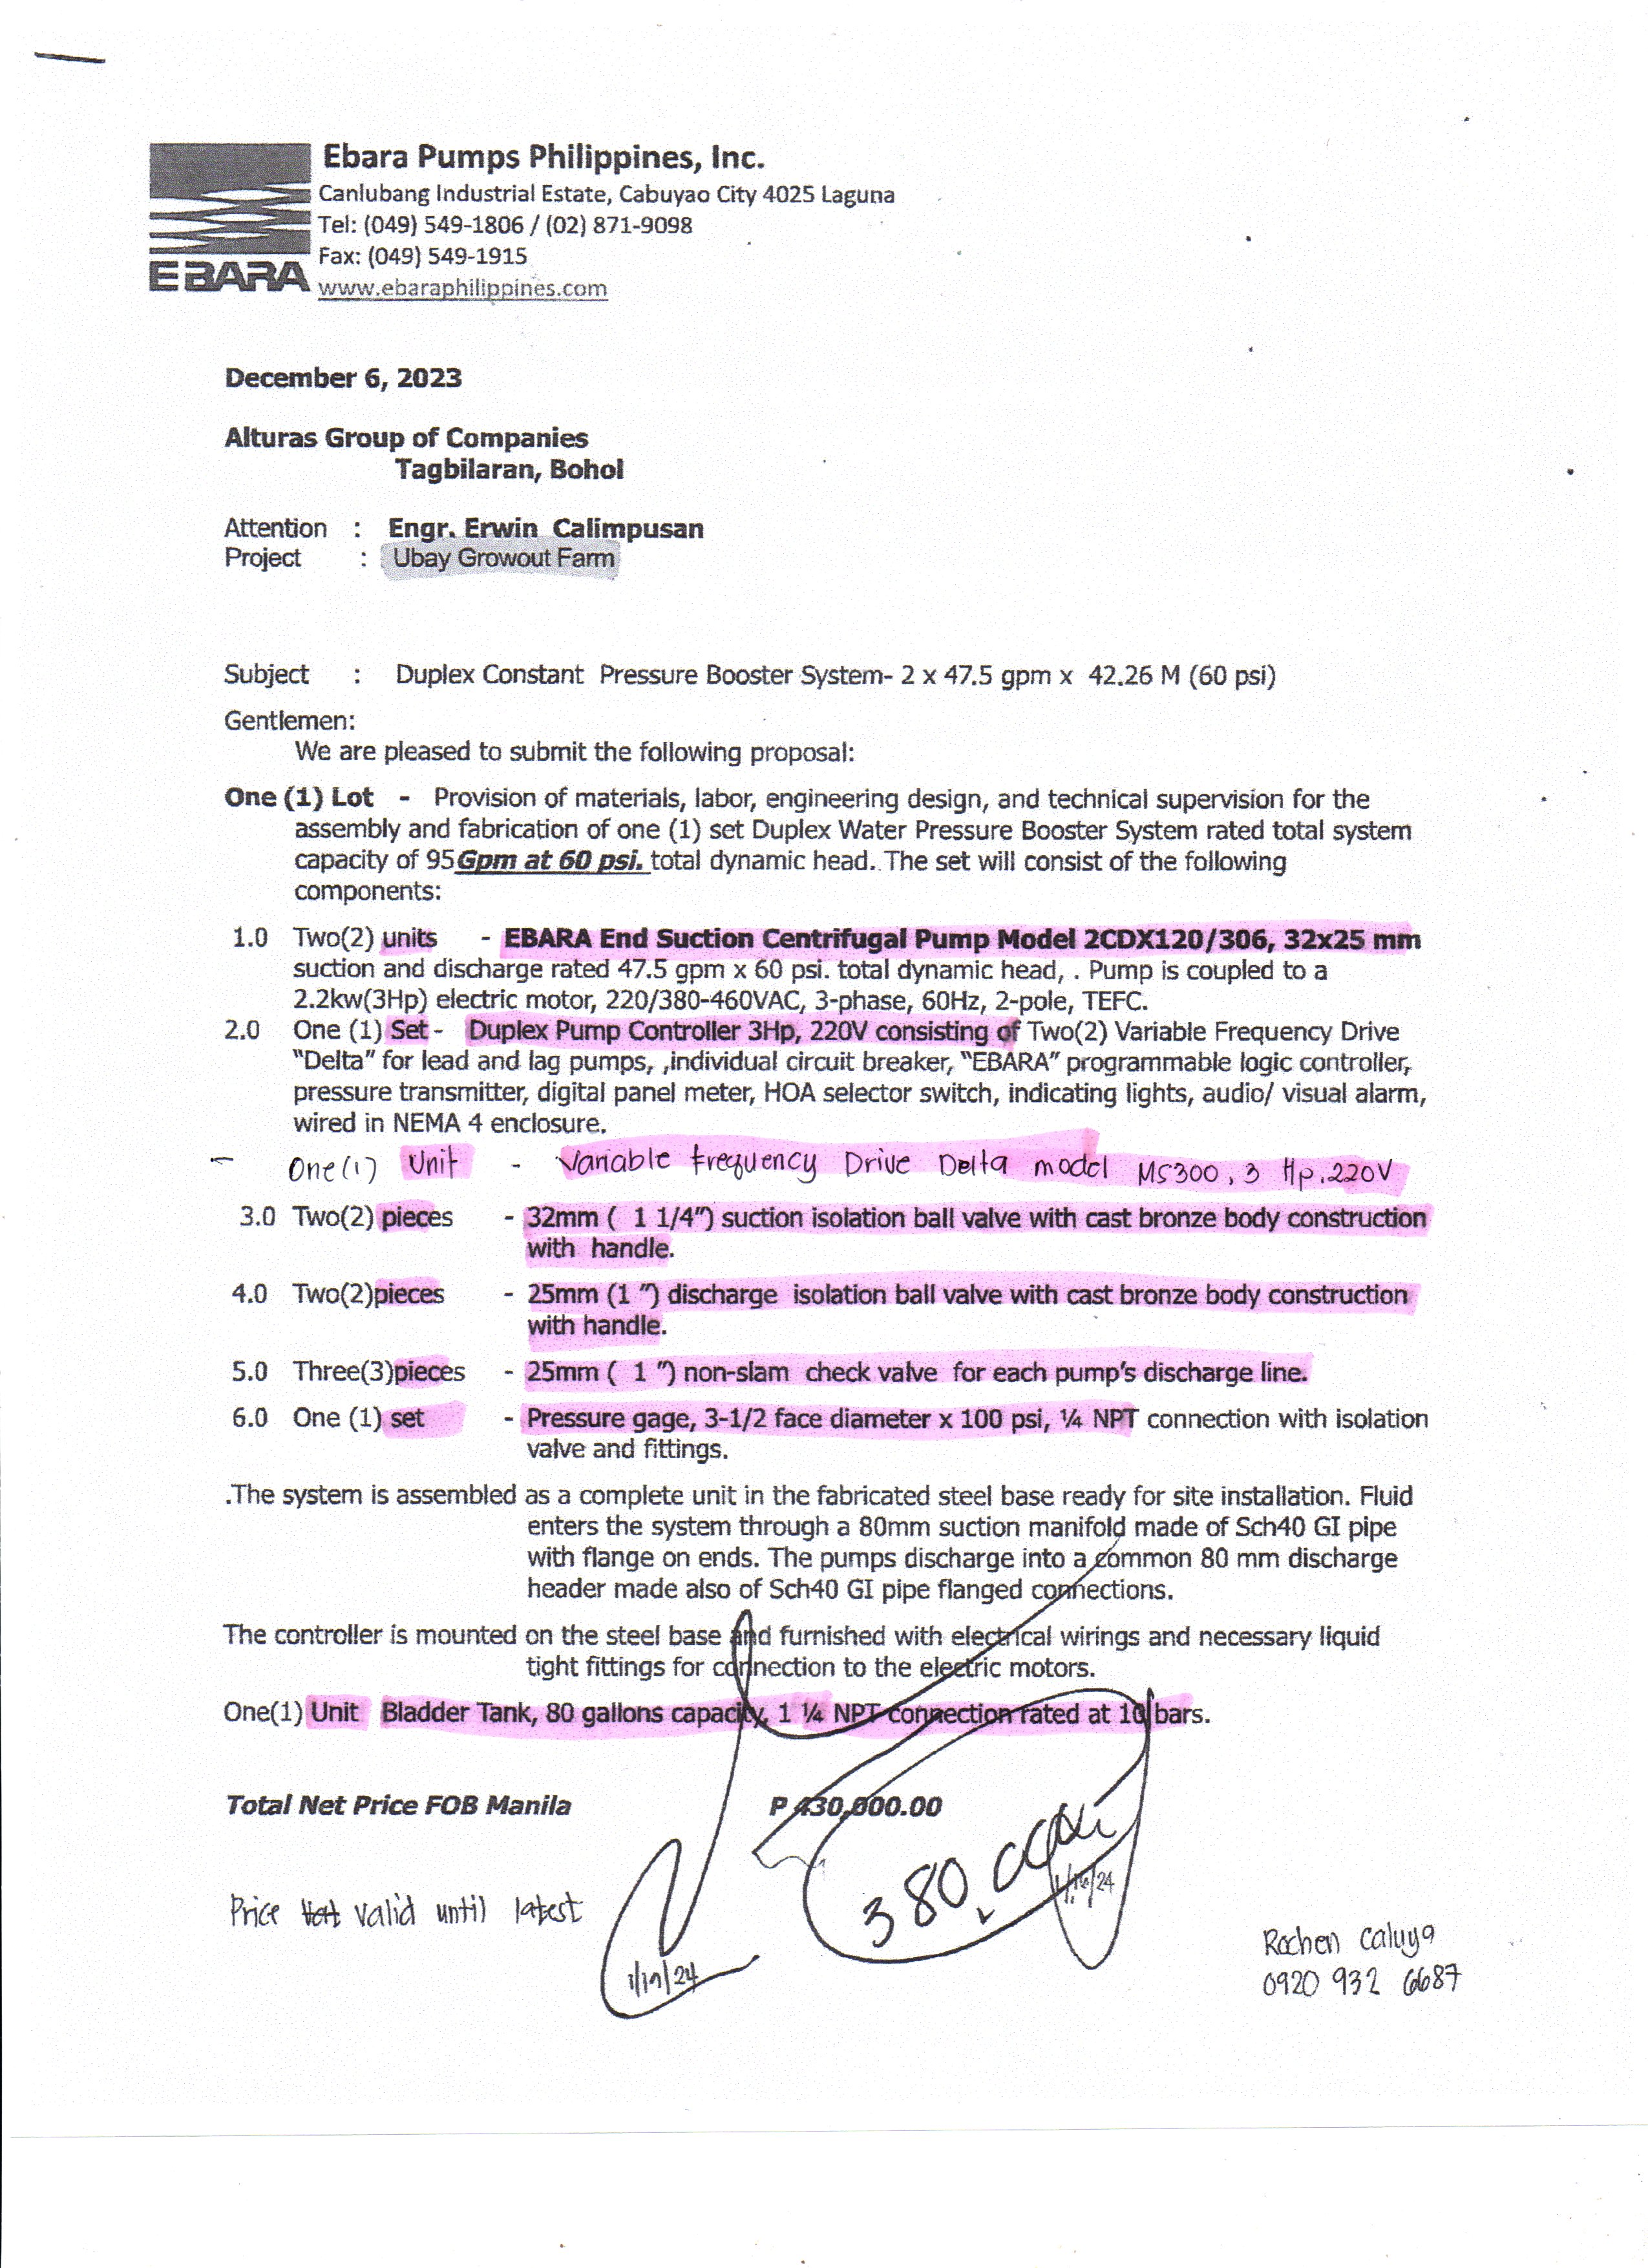 Ebara Pumps Philippines, Inc.
Canlubang Industrial Estate, Cabuyao City 4025 Laguna
Tel: (049) 549-1806 / (02) 871-9098
Fax: (049) 549-1915
EBARA www.ebaraphilippines.com
December 6, 2023
Alturas Group of Companies
Tagbilaran, Bohol
Attention : Engr. Erwin Calimpusan
Project : Ubay Growout Farm
Subject : Duplex Constant Pressure Booster System- 2 x 47.5 gpm x 42.26 M (60 psi)
Gentlemen:
We are pleased to submit the following proposal:
One (1) Lot - Provision of materials, labor, engineering design, and technical supervision for the
assembly and fabrication of one (1) set Duplex Water Pressure Booster System rated total system
capacity of 95Gpm at 60 psi. total dynamic head. The set will consist of the following
components:
1.0 Two(2) units - EBARA End Suction Centrifugal Pump Model 2CDX120/306, 32x25 mm
suction and discharge rated 47.5 gpm x 60 psi. total dynamic head, . Pump is coupled to a
2.2kw(3Hp) electric motor, 220/380-460VAC, 3-phase, 60Hz, 2-pole, TEFC.
2.0 One (1) Set - Duplex Pump Controller 3Hp, 220V consisting of Two(2) Variable Frequency Drive
"Delta" for lead and lag pumps, ,individual circuit breaker, "EBARA" programmable logic controller,
pressure transmitter, digital panel meter, HOA selector switch, indicating lights, audio/ visual alarm,
wired in NEMA 4 enclosure.
- One(1) Unit - Variable Frequency Drive Delta model MS300, 3 Hp, 220V
3.0 Two(2) pieces - 32mm ( 1 1/4") suction isolation ball valve with cast bronze body construction
with handle.
4.0 Two(2)pieces - 25mm (1 ") discharge isolation ball valve with cast bronze body construction
with handle.
5.0 Three(3)pieces - 25mm ( 1 ") non-slam check valve for each pump's discharge line.
6.0 One (1) set - Pressure gage, 3-1/2 face diameter x 100 psi, ¼ NPT connection with isolation
valve and fittings.
.The system is assembled as a complete unit in the fabricated steel base ready for site installation. Fluid
enters the system through a 80mm suction manifold made of Sch40 GI pipe
with flange on ends. The pumps discharge into a common 80 mm discharge
header made also of Sch40 GI pipe flanged connections.
The controller is mounted on the steel base and furnished with electrical wirings and necessary liquid
tight fittings for connection to the electric motors.
One(1) Unit Bladder Tank, 80 gallons capacity, 1 ¼ NPT connection rated at 10 bars.
Total Net Price FOB Manila P 430,000.00
380,000
Price valid until latest
1/19/24
Rochen Caluya
0920 932 6687